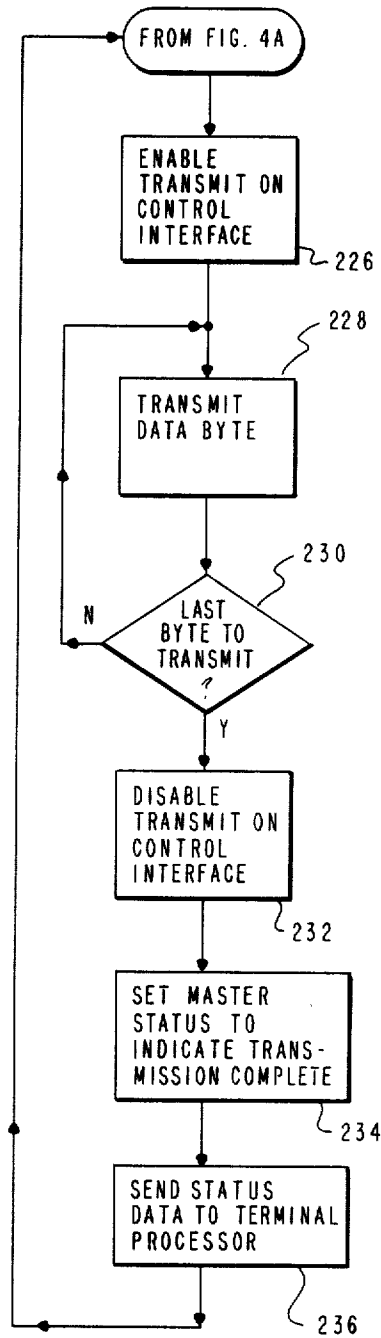 FROM FIG. 4A
ENABLE
TRANSMIT ON
CONTROL
INTERFACE
226
228
TRANSMIT
DATA BYTE
230
LAST
BYTE TO
TRANSMIT
?
N
Y
DISABLE
TRANSMIT ON
CONTROL
INTERFACE
232
SET MASTER
STATUS TO
INDICATE TRANS-
MISSION COMPLETE
234
SEND STATUS
DATA TO TERMINAL
PROCESSOR
236